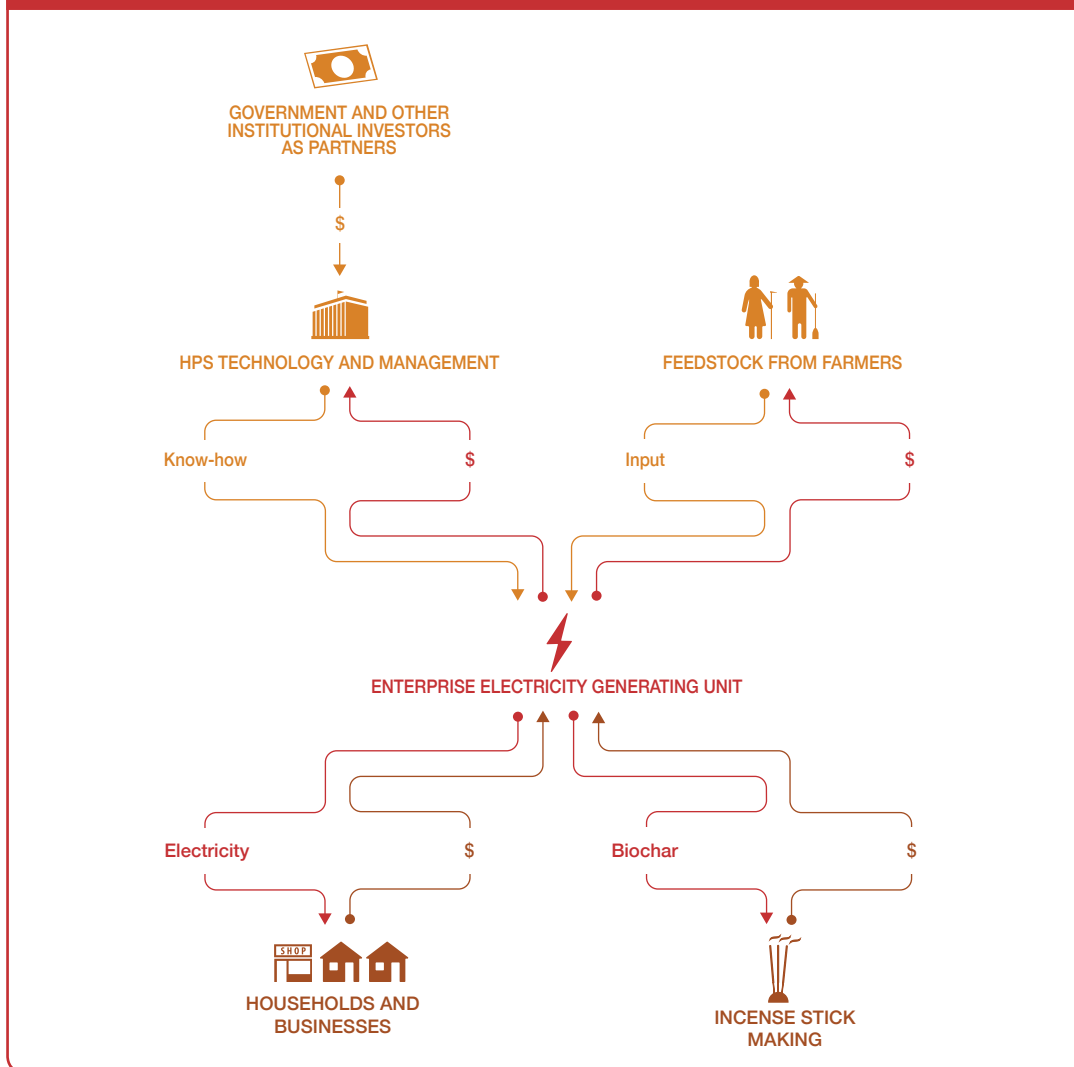 GOVERNMENT AND OTHER
INSTITUTIONAL INVESTORS
AS PARTNERS
$
HPS TECHNOLOGY AND MANAGEMENT
FEEDSTOCK FROM FARMERS
Know-how
$
Input
$
ENTERPRISE ELECTRICITY GENERATING UNIT
Electricity
$
Biochar
$
SHOP
HOUSEHOLDS AND
BUSINESSES
INCENSE STICK
MAKING